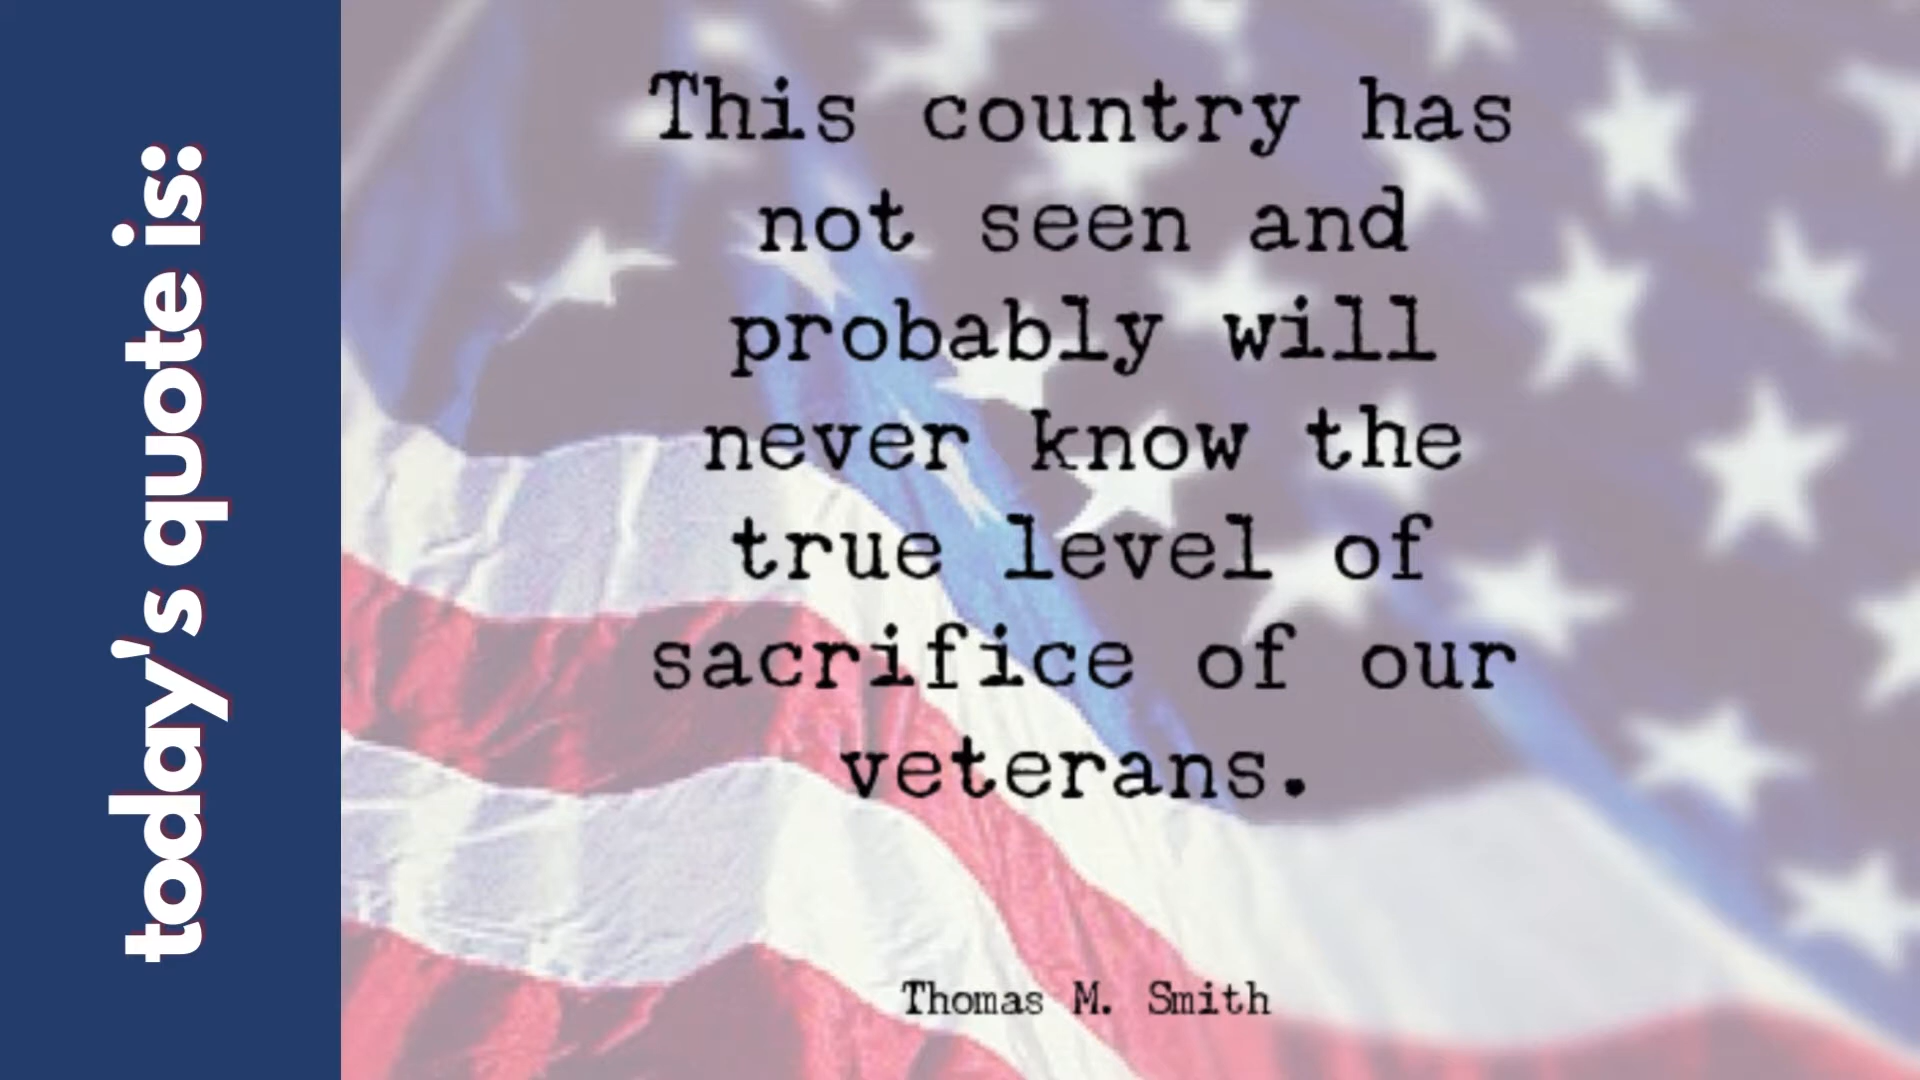 today's quote is:
This country has
not seen and
probably will
never know the
true level of
sacrifice of our
veterans.
Thomas M. Smith